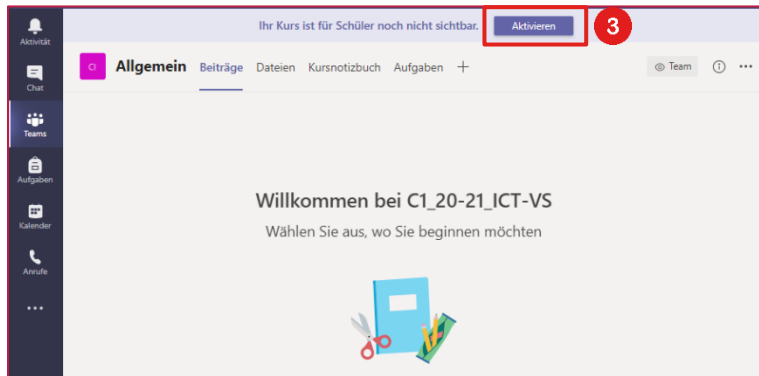 Ihr Kurs ist für Schüler noch nicht sichtbar. Aktivieren 3
Aktivität
Chat
Teams
Aufgaben
Kalender
Anrufe
CI Allgemein Beiträge Dateien Kursnotizbuch Aufgaben + Team
Willkommen bei C1_20-21_ICT-VS
Wählen Sie aus, wo Sie beginnen möchten